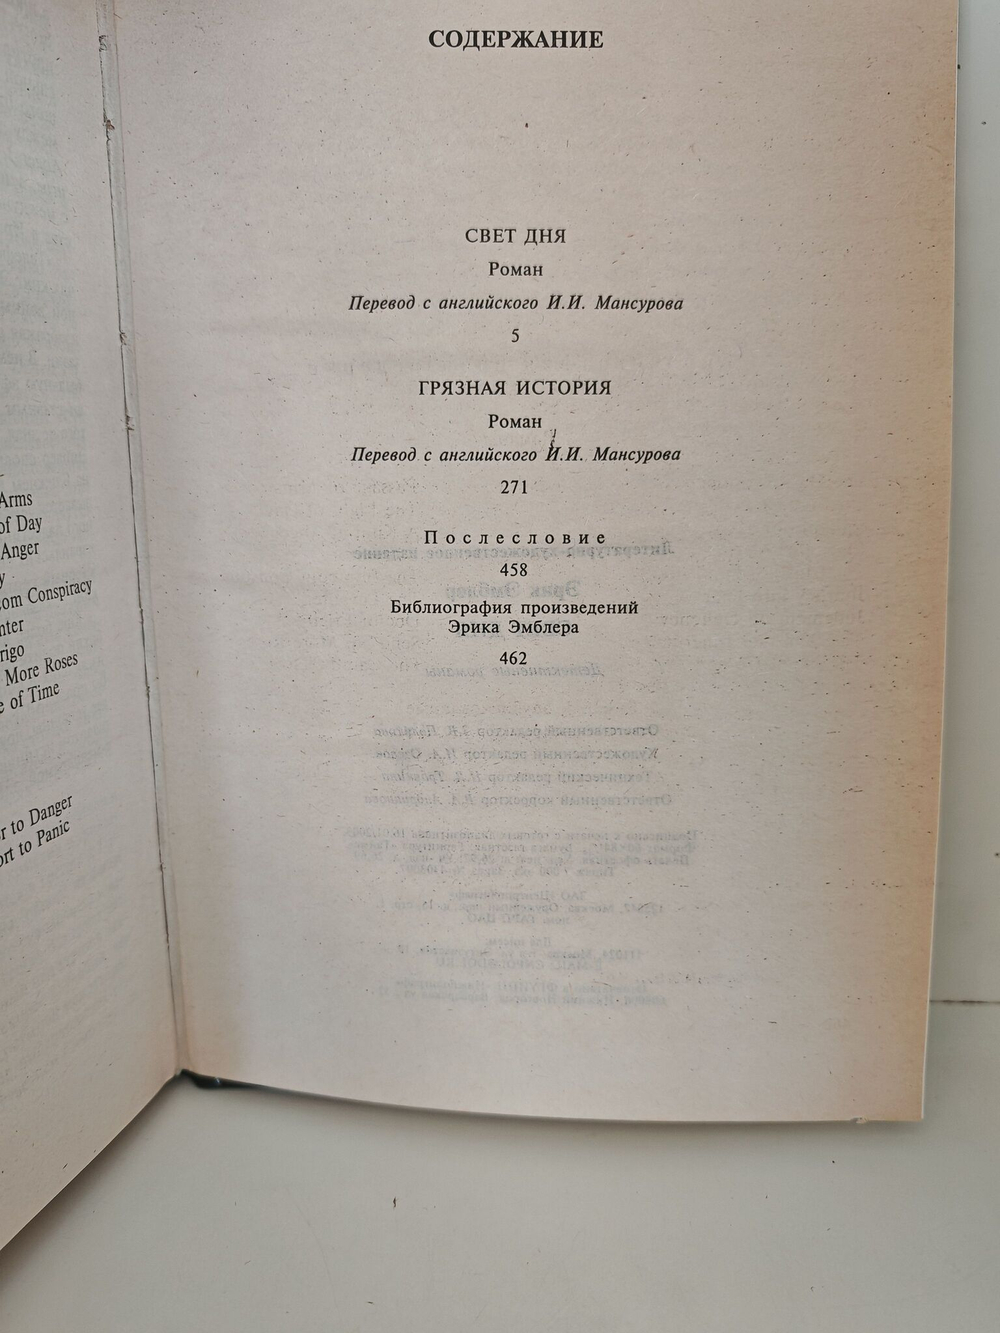 Arms
of Day
Anger
y
om Conspiracy
nter
rigo
More Roses
e of Time
r to Danger
ort to Panic
СОДЕРЖАНИЕ
СВЕТ ДНЯ
Роман
Перевод с английского И.И. Мансурова
5
ГРЯЗНАЯ ИСТОРИЯ
Роман
Перевод с английского И.И. Мансурова
271
Послесловие
458
Библиография произведений
Эрика Эмблера
462